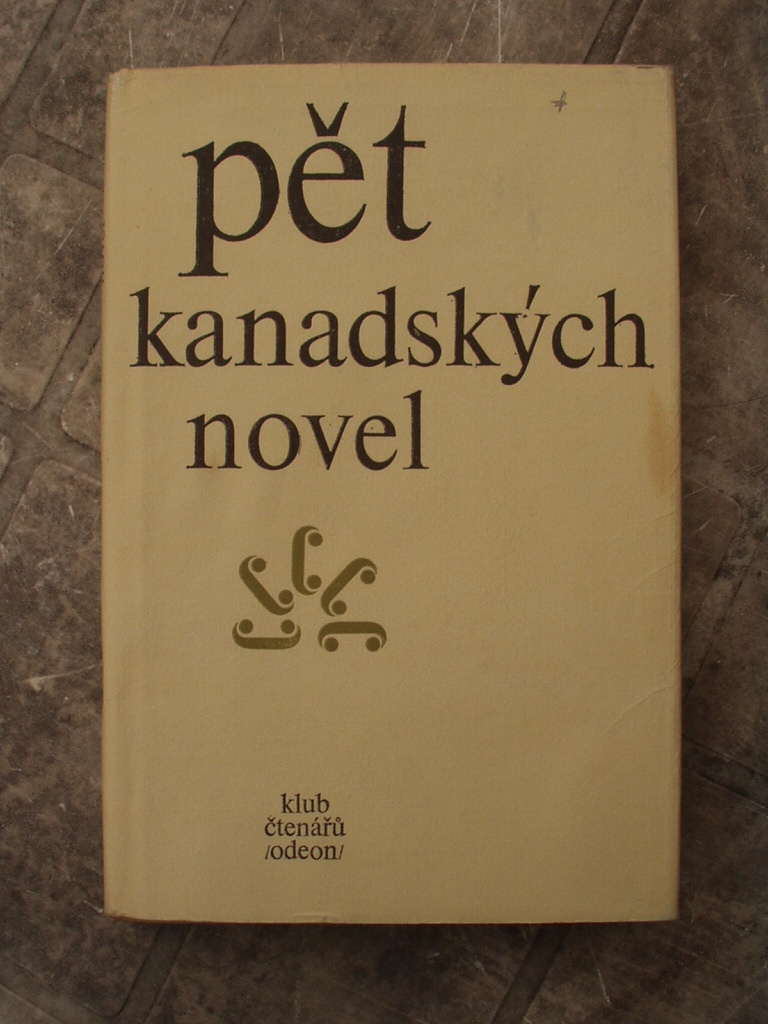 pět
kanadských
novel
klub
čtenářů
/odeon/